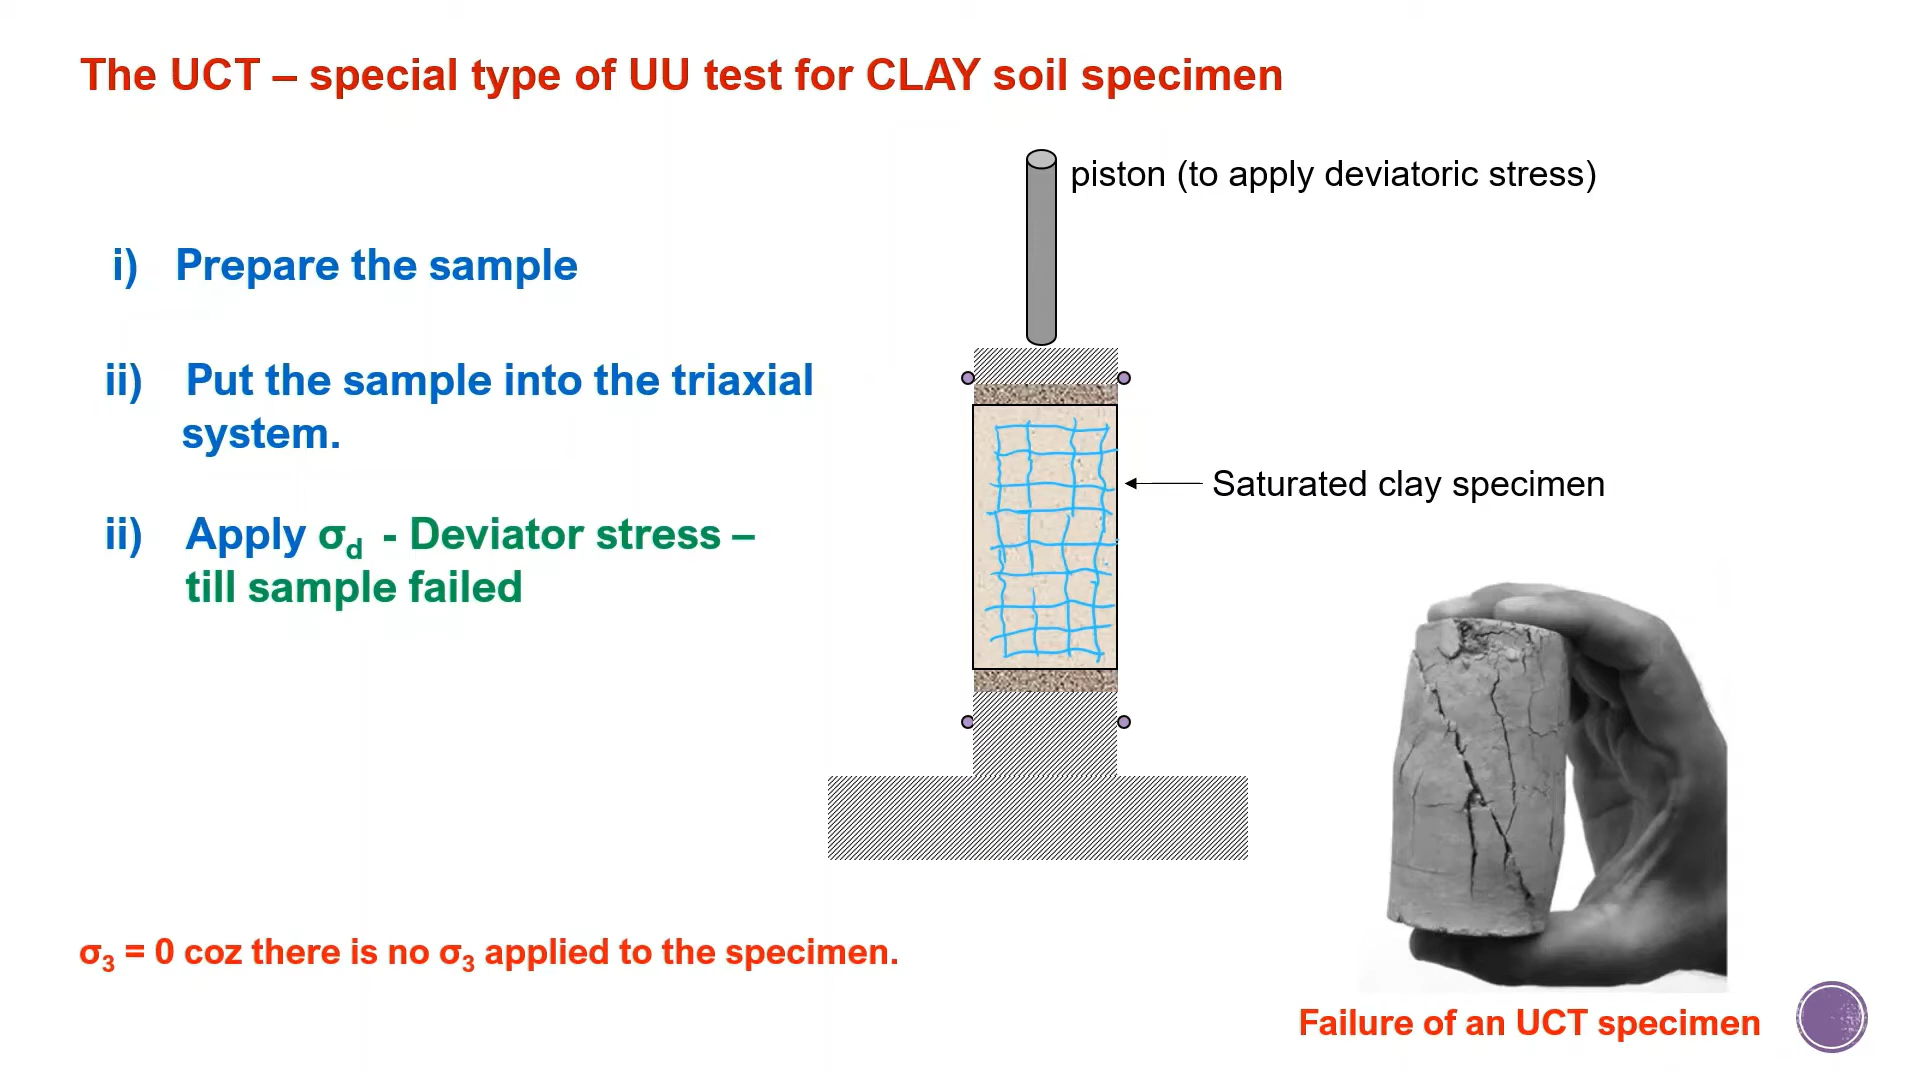 The UCT – special type of UU test for CLAY soil specimen
piston (to apply deviatoric stress)
i) Prepare the sample
ii) Put the sample into the triaxial
system.
Saturated clay specimen
ii) Apply σd - Deviator stress –
till sample failed
σ3 = 0 coz there is no σ3 applied to the specimen.
Failure of an UCT specimen